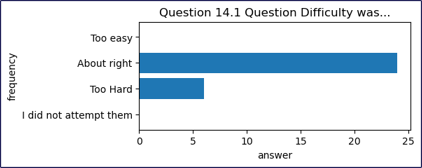 Question 14.1 Question Difficulty was...
frequency
Too easy
About right
Too Hard
I did not attempt them
0 5 10 15 20 25
answer